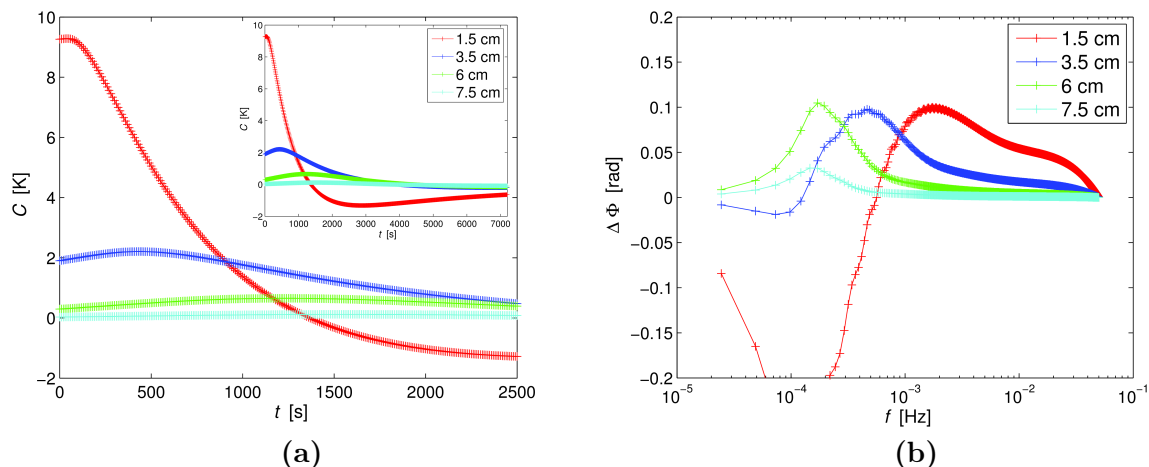 10
8
6
4
2
0
−2
C [K]
0
500
1000
1500
2000
2500
t [s]
10
8
6
4
2
0
−2
C [K]
0
1000
2000
3000
4000
5000
6000
7000
t [s]
1.5 cm
3.5 cm
6 cm
7.5 cm
(a)
0.2
0.15
0.1
0.05
0
−0.05
−0.1
−0.15
−0.2
Δ Φ [rad]
10⁻⁵
10⁻⁴
10⁻³
10⁻²
10⁻¹
f [Hz]
1.5 cm
3.5 cm
6 cm
7.5 cm
(b)